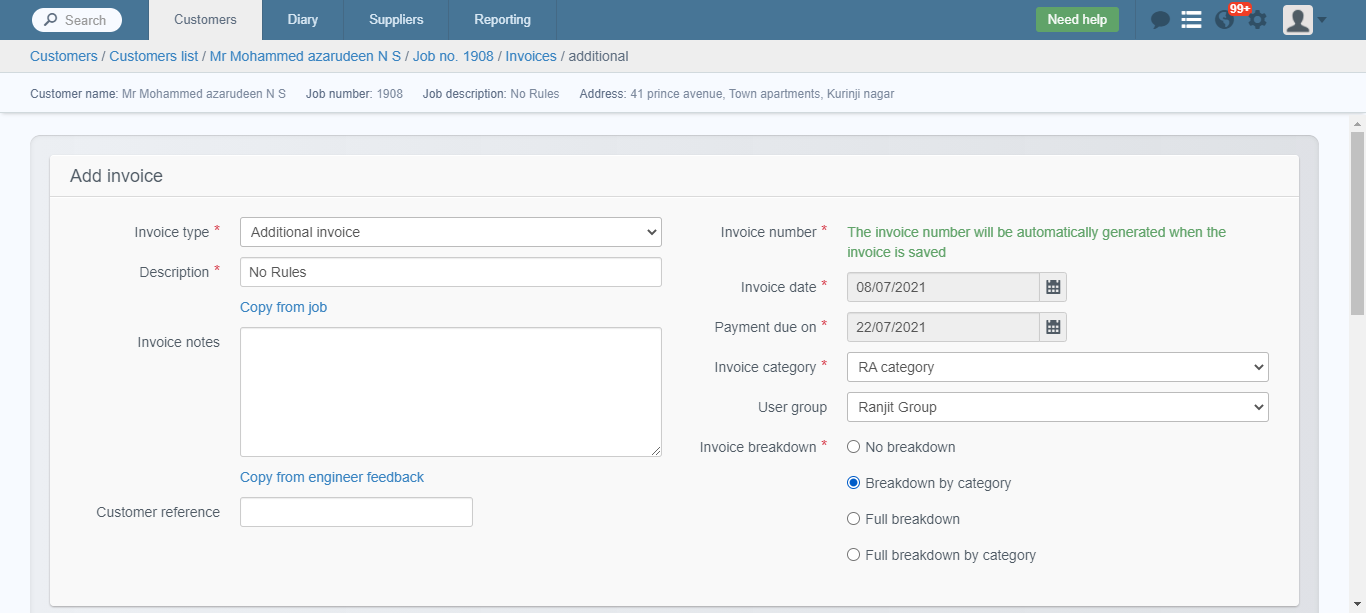 Search
Customers
Diary
Suppliers
Reporting
Need help
99+
Customers / Customers list / Mr Mohammed azarudeen N S / Job no. 1908 / Invoices / additional
Customer name: Mr Mohammed azarudeen N S Job number: 1908 Job description: No Rules Address: 41 prince avenue, Town apartments, Kurinji nagar
Add invoice
Invoice type *
Additional invoice
Description *
No Rules
Copy from job
Invoice notes
Copy from engineer feedback
Customer reference
Invoice number *
The invoice number will be automatically generated when the
invoice is saved
Invoice date *
08/07/2021
Payment due on *
22/07/2021
Invoice category *
RA category
User group
Ranjit Group
Invoice breakdown *
No breakdown
Breakdown by category
Full breakdown
Full breakdown by category